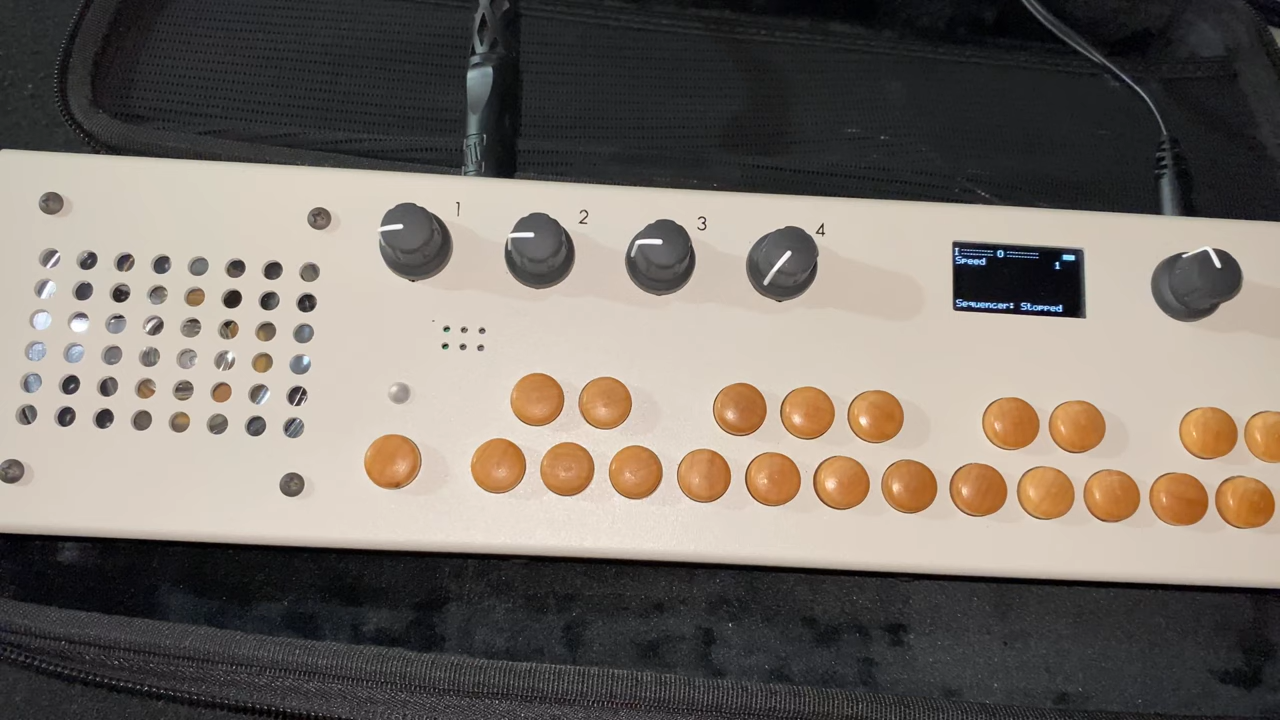 1
2
3
4
I--------- 0 ---------
Speed 1
Sequencer: Stopped